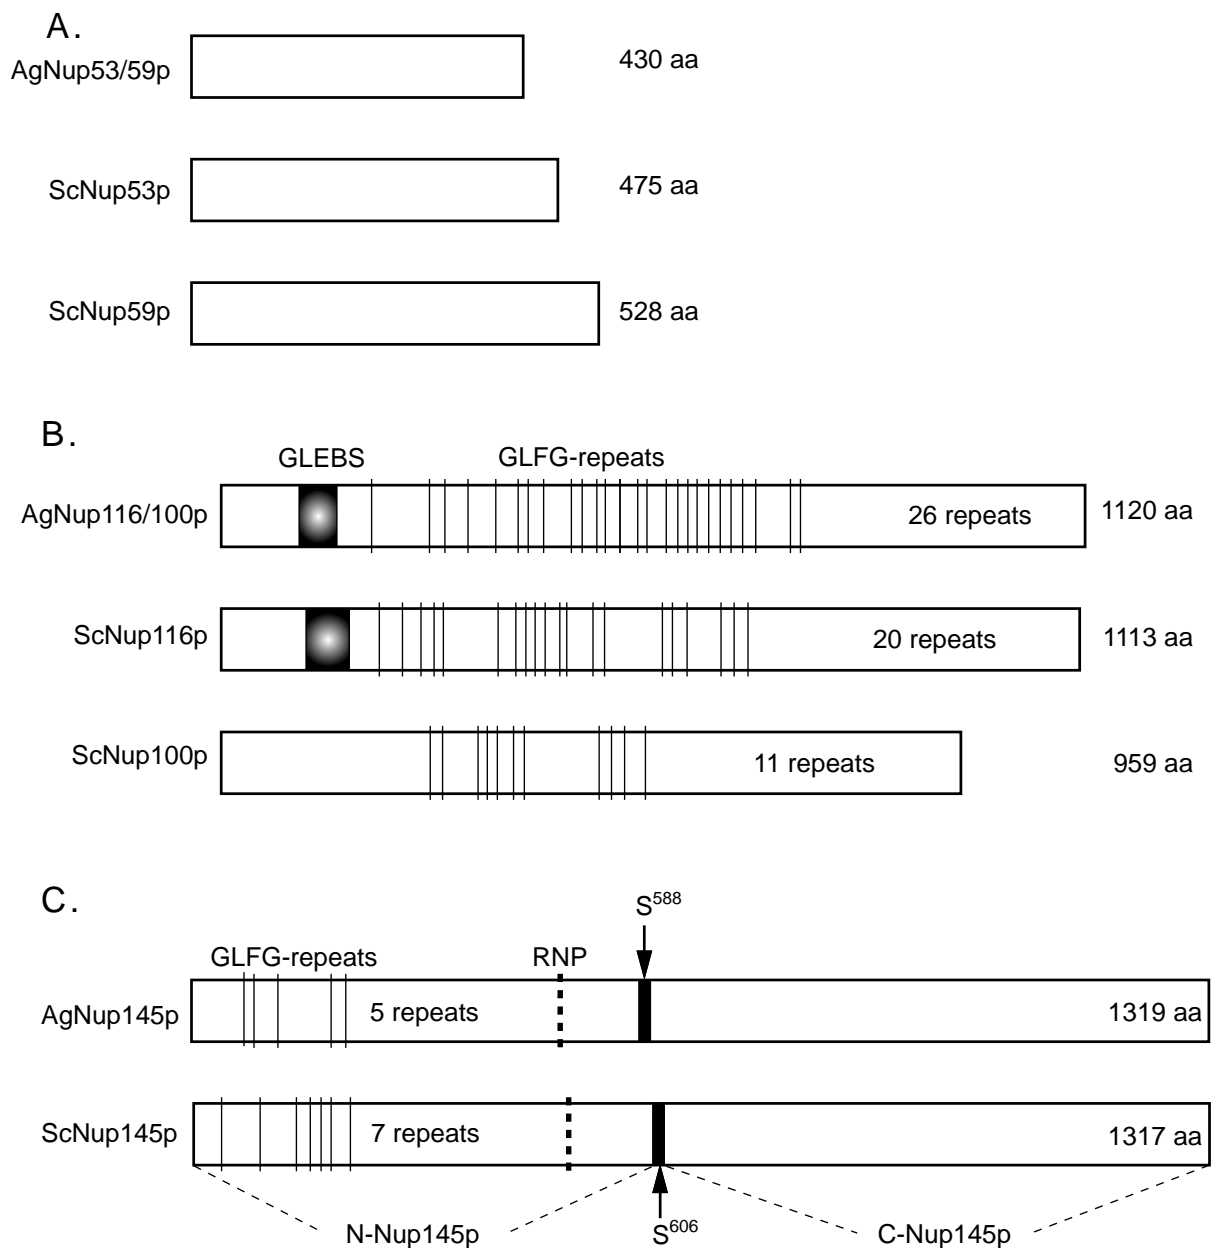 A.
AgNup53/59p 430 aa
ScNup53p 475 aa
ScNup59p 528 aa
B.
GLEBS GLFG-repeats
AgNup116/100p 26 repeats 1120 aa
ScNup116p 20 repeats 1113 aa
ScNup100p 11 repeats 959 aa
C.
S588
GLFG-repeats RNP
AgNup145p 5 repeats 1319 aa
ScNup145p 7 repeats 1317 aa
N-Nup145p S606 C-Nup145p